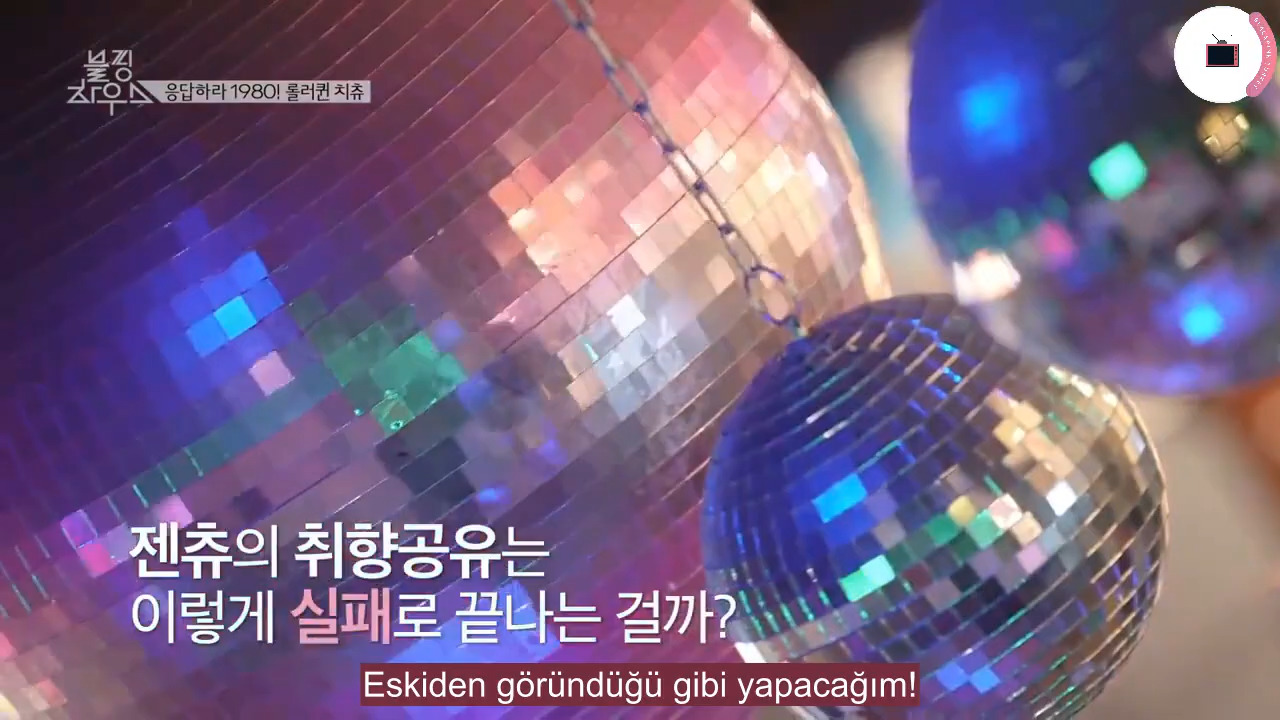 블핑
하우스
응답하라 1980! 롤러퀸 치츄
젠츄의 취향공유는
이렇게 실패로 끝나는 걸까?
Eskiden göründüğü gibi yapacağım!